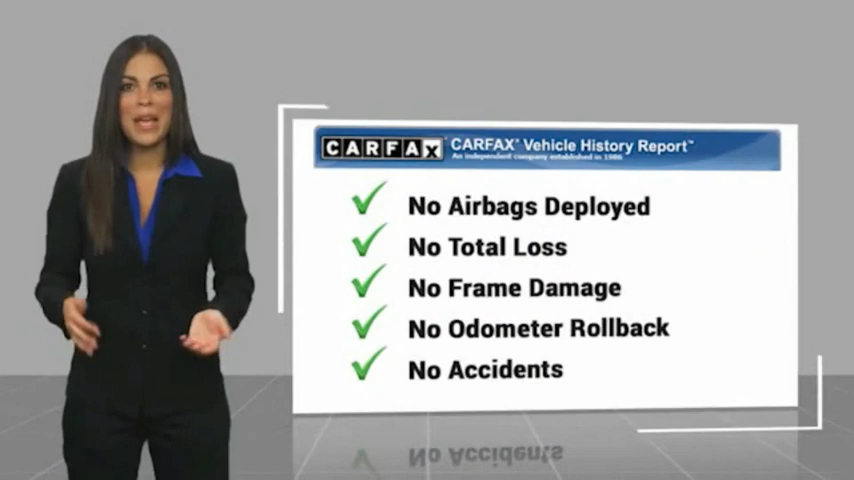 CARFAX CARFAX® Vehicle History Report™
An independent company established in 1986
No Airbags Deployed
No Total Loss
No Frame Damage
No Odometer Rollback
No Accidents
No Accidents